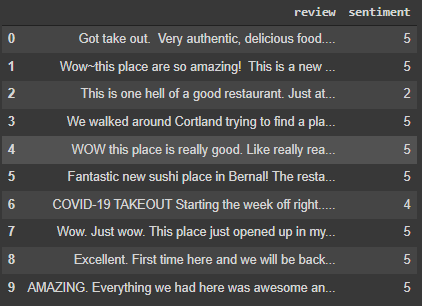 review sentiment
0 Got take out. Very authentic, delicious food.... 5
1 Wow~this place are so amazing! This is a new ... 5
2 This is one hell of a good restaurant. Just at... 2
3 We walked around Cortland trying to find a pla... 5
4 WOW this place is really good. Like really rea... 5
5 Fantastic new sushi place in Bernal! The resta... 5
6 COVID-19 TAKEOUT Starting the week off right..... 4
7 Wow. Just wow. This place just opened up in my... 5
8 Excellent. First time here and we will be back... 5
9 AMAZING. Everything we had here was awesome an... 5